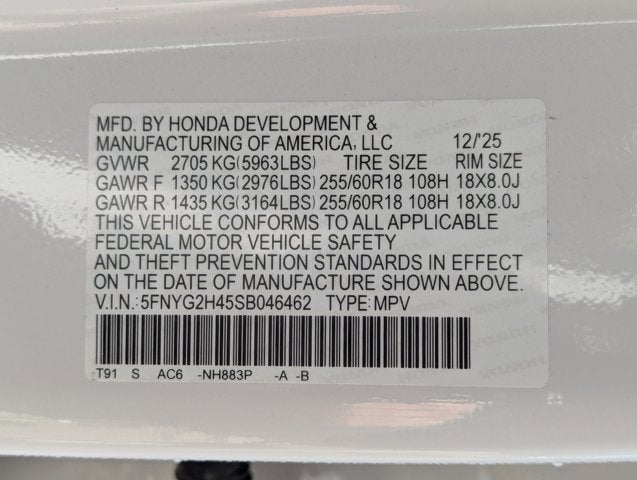 MFD. BY HONDA DEVELOPMENT &
MANUFACTURING OF AMERICA, LLC 12/'25
GVWR 2705 KG(5963LBS) TIRE SIZE RIM SIZE
GAWR F 1350 KG(2976LBS) 255/60R18 108H 18X8.0J
GAWR R 1435 KG(3164LBS) 255/60R18 108H 18X8.0J
THIS VEHICLE CONFORMS TO ALL APPLICABLE
FEDERAL MOTOR VEHICLE SAFETY
AND THEFT PREVENTION STANDARDS IN EFFECT
ON THE DATE OF MANUFACTURE SHOWN ABOVE.
V.I.N.:5FNYG2H45SB046462 TYPE:MPV
T91 S AC6 -NH883P -A -B